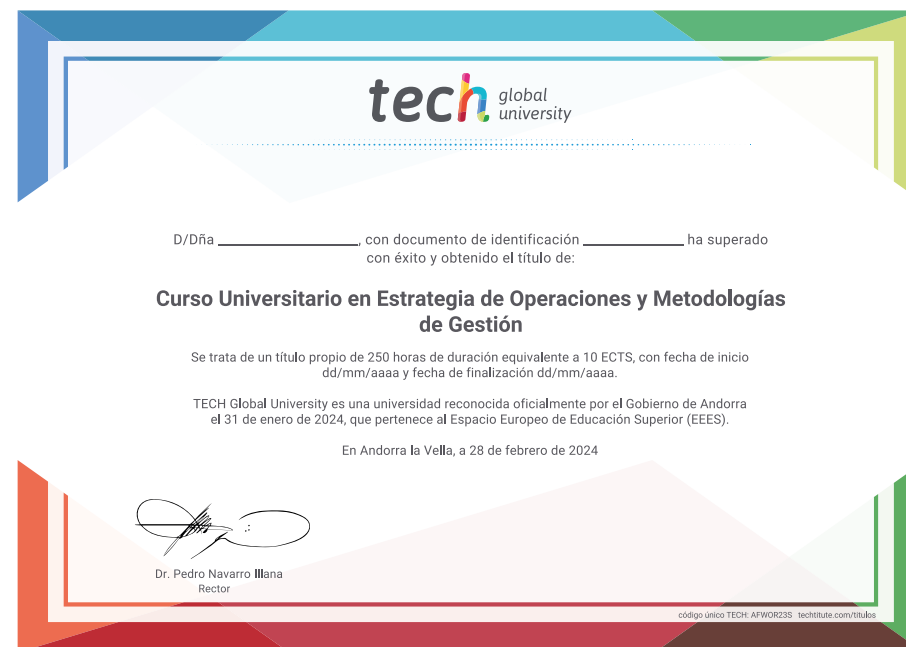 tech global university
D/Dña ____________________, con documento de identificación ______________ ha superado
con éxito y obtenido el título de:
Curso Universitario en Estrategia de Operaciones y Metodologías
de Gestión
Se trata de un título propio de 250 horas de duración equivalente a 10 ECTS, con fecha de inicio
dd/mm/aaaa y fecha de finalización dd/mm/aaaa.
TECH Global University es una universidad reconocida oficialmente por el Gobierno de Andorra
el 31 de enero de 2024, que pertenece al Espacio Europeo de Educación Superior (EEES).
En Andorra la Vella, a 28 de febrero de 2024
Dr. Pedro Navarro Illana
Rector
código único TECH: AFWOR23S techtitute.com/titulos